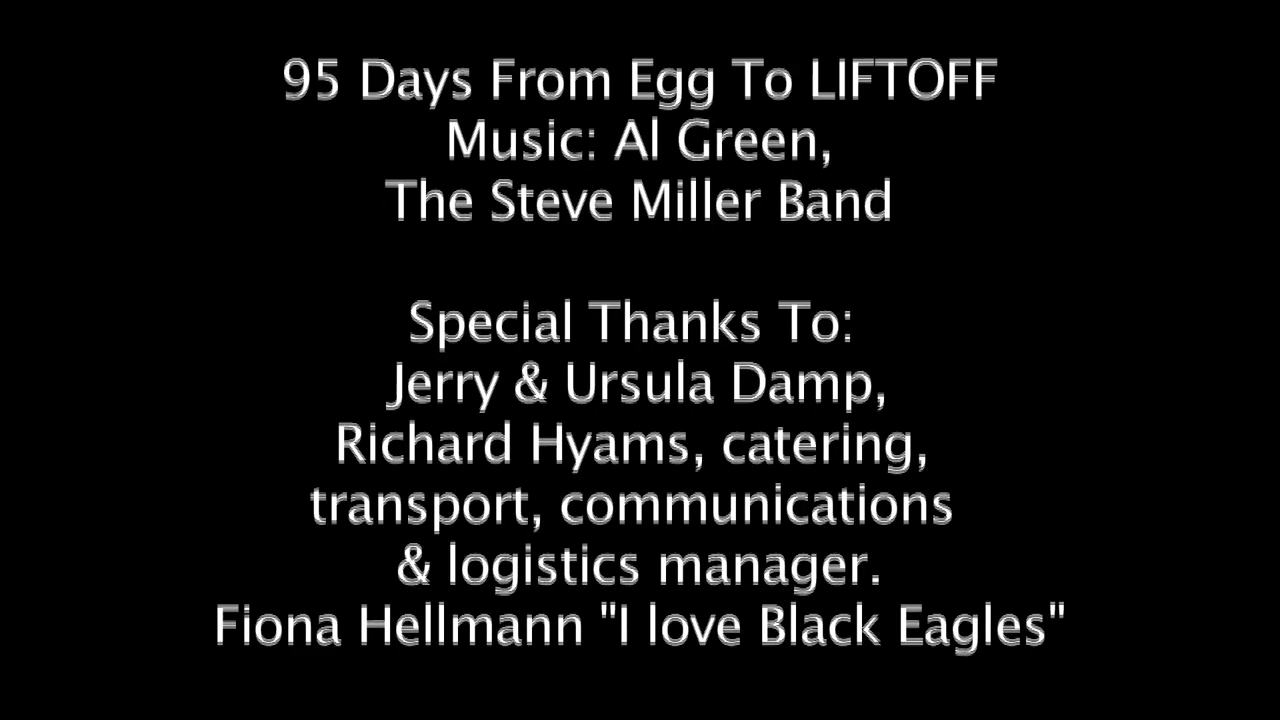 95 Days From Egg To LIFTOFF
Music: Al Green,
The Steve Miller Band
Special Thanks To:
Jerry & Ursula Damp,
Richard Hyams, catering,
transport, communications
& logistics manager.
Fiona Hellmann "I love Black Eagles"